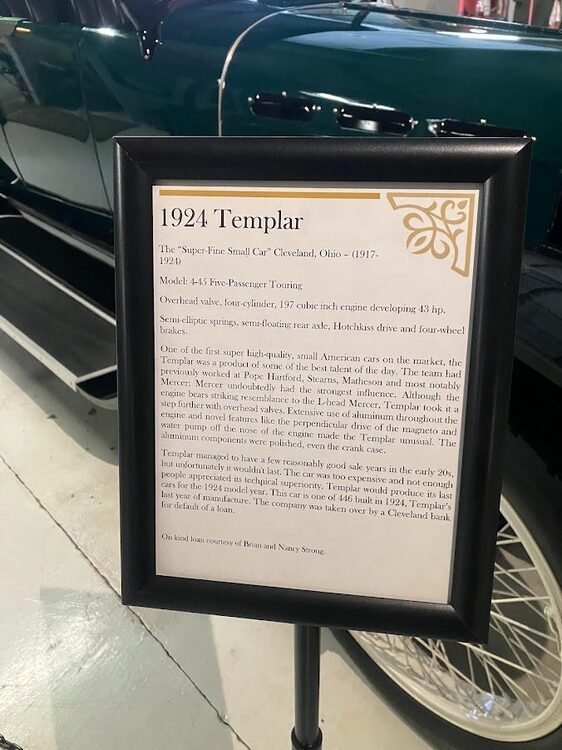 1924 Templar
The “Super-Fine Small Car” Cleveland, Ohio – (1917-
1924)
Model: 4-45 Five-Passenger Touring
Overhead valve, four-cylinder, 197 cubic inch engine developing 43 hp.
Semi-elliptic springs, semi-floating rear axle, Hotchkiss drive and four-wheel
brakes.
One of the first super high-quality, small American cars on the market, the
Templar was a product of some of the best talent of the day. The team had
previously worked at Pope Hartford, Stearns, Matheson and most notably
Mercer; Mercer undoubtedly had the strongest influence. Although the
engine bears striking resemblance to the L-head Mercer, Templar took it a
step further with overhead valves. Extensive use of aluminum throughout the
engine and novel features like the perpendicular drive of the magneto and
water pump off the nose of the engine made the Templar unusual. The
aluminum components were polished, even the crank case.
Templar managed to have a few reasonably good sale years in the early 20s,
but unfortunately it wouldn't last. The car was too expensive and not enough
people appreciated its technical superiority. Templar would produce its last
cars for the 1924 model year. This car is one of 446 built in 1924, Templar's
last year of manufacture. The company was taken over by a Cleveland bank
for default of a loan.
On kind loan courtesy of Brian and Nancy Strong.